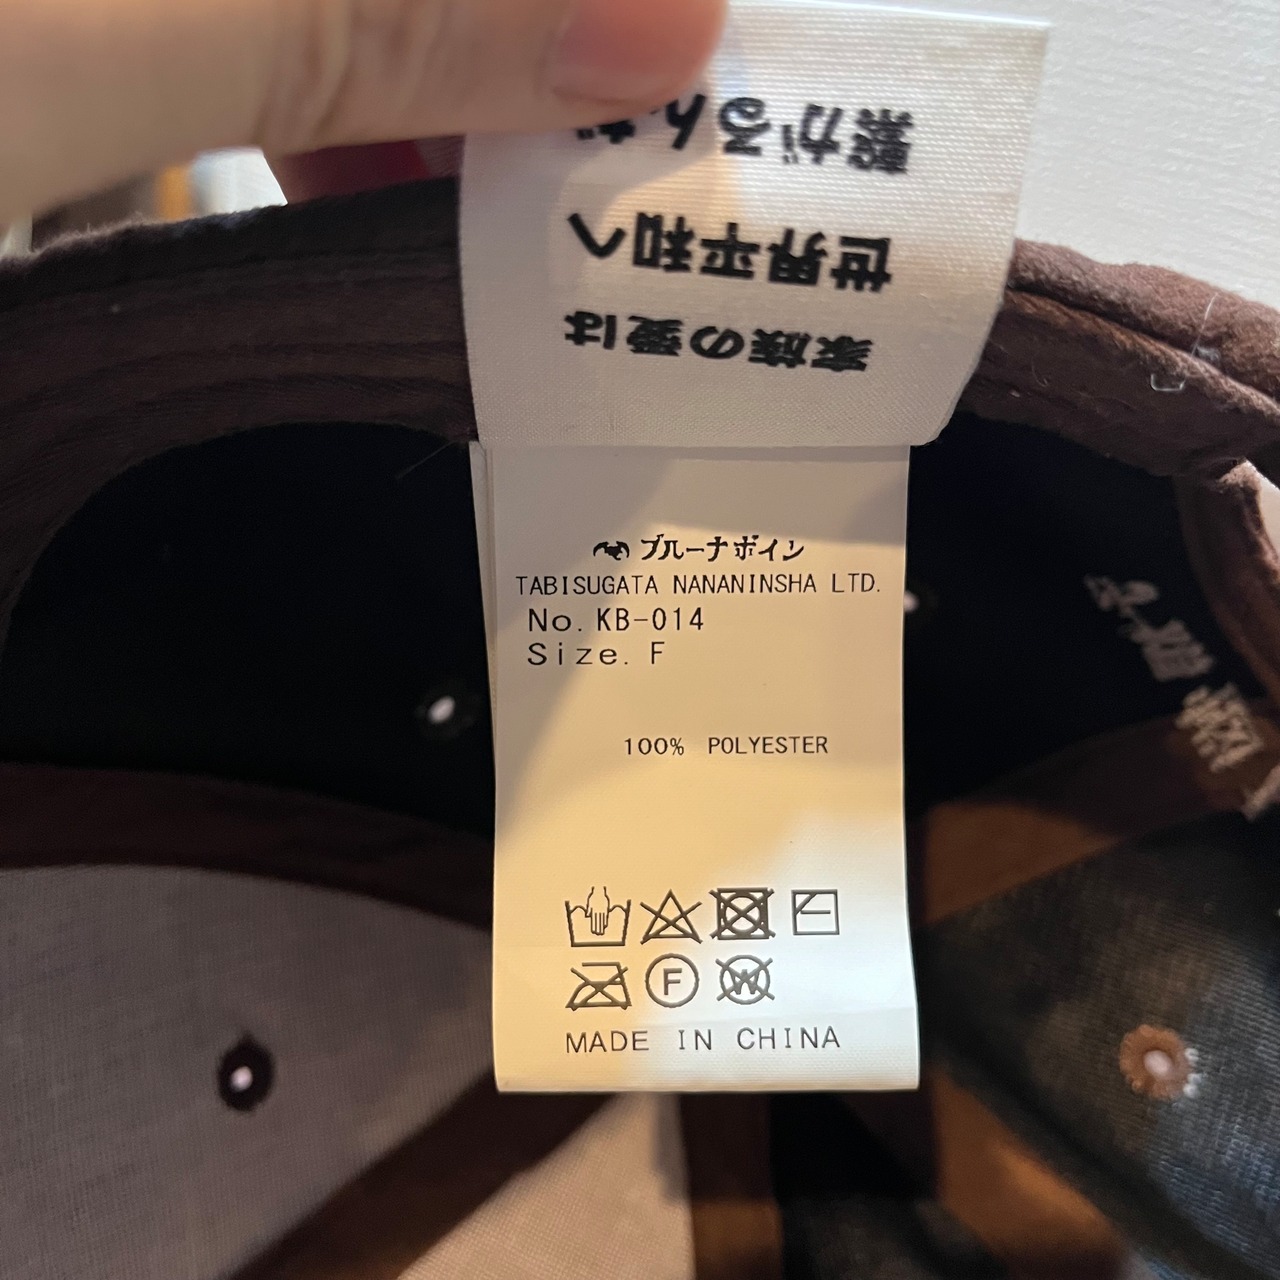 家族の愛は
世界平和へ
繋がるんだ
ブルーナボイン
TABISUGATA NANANINSHA LTD.
No. KB-014
Size. F
100% POLYESTER
F
W
MADE IN CHINA